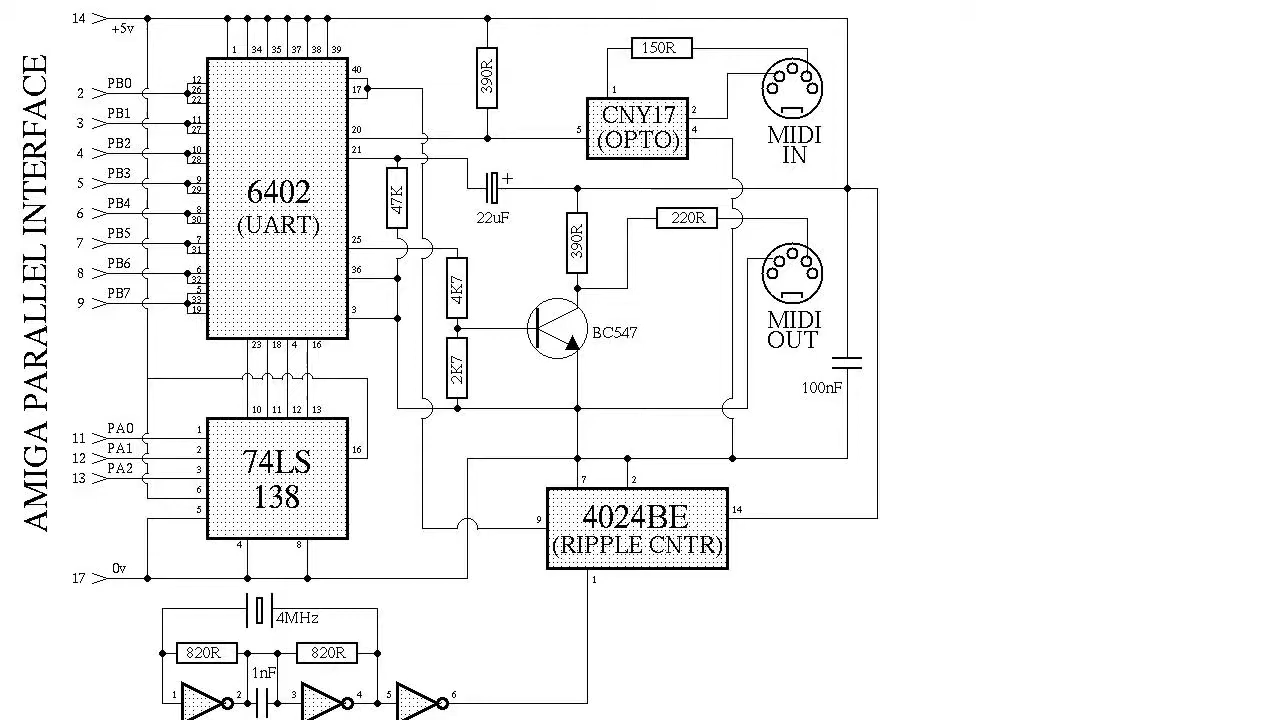 AMIGA PARALLEL INTERFACE
14
+5v
1 34 35 37 38 39
2 PB0
3 PB1
4 PB2
5 PB3
6 PB4
7 PB5
8 PB6
9 PB7
12
26
22
11
27
10
28
9
29
8
30
7
31
6
32
5
33
19
6402
(UART)
40
17
20
21
25
36
3
23 18 4 16
390R
150R
1
CNY17
(OPTO)
5
2
4
MIDI
IN
47K
22uF
+
390R
220R
4K7
2K7
BC547
MIDI
OUT
100nF
10 11 12 13
11 PA0
12 PA1
13 PA2
1
2
3
6
5
74LS
138
16
4 8
17 0v
7 2
9
4024BE
(RIPPLE CNTR)
14
1
4MHz
820R
820R
1nF
1 2 3 4 5 6